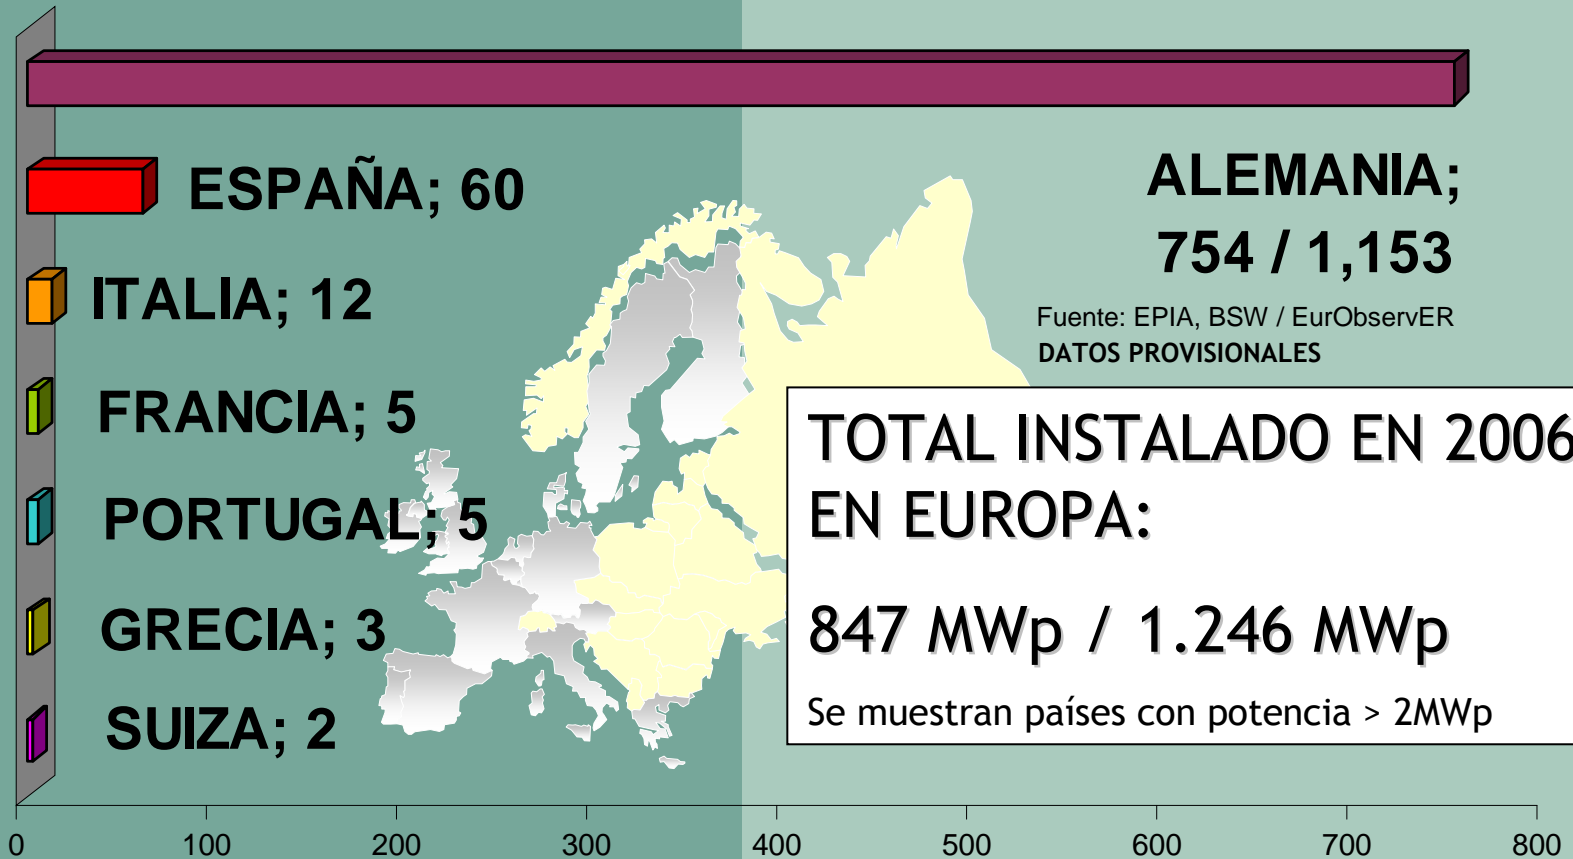 ESPAÑA; 60
ITALIA; 12
FRANCIA; 5
PORTUGAL; 5
GRECIA; 3
SUIZA; 2
ALEMANIA;
754 / 1,153
Fuente: EPIA, BSW / EurObservER
DATOS PROVISIONALES
TOTAL INSTALADO EN 2006
EN EUROPA:
847 MWp / 1.246 MWp
Se muestran países con potencia > 2MWp
0 100 200 300 400 500 600 700 800